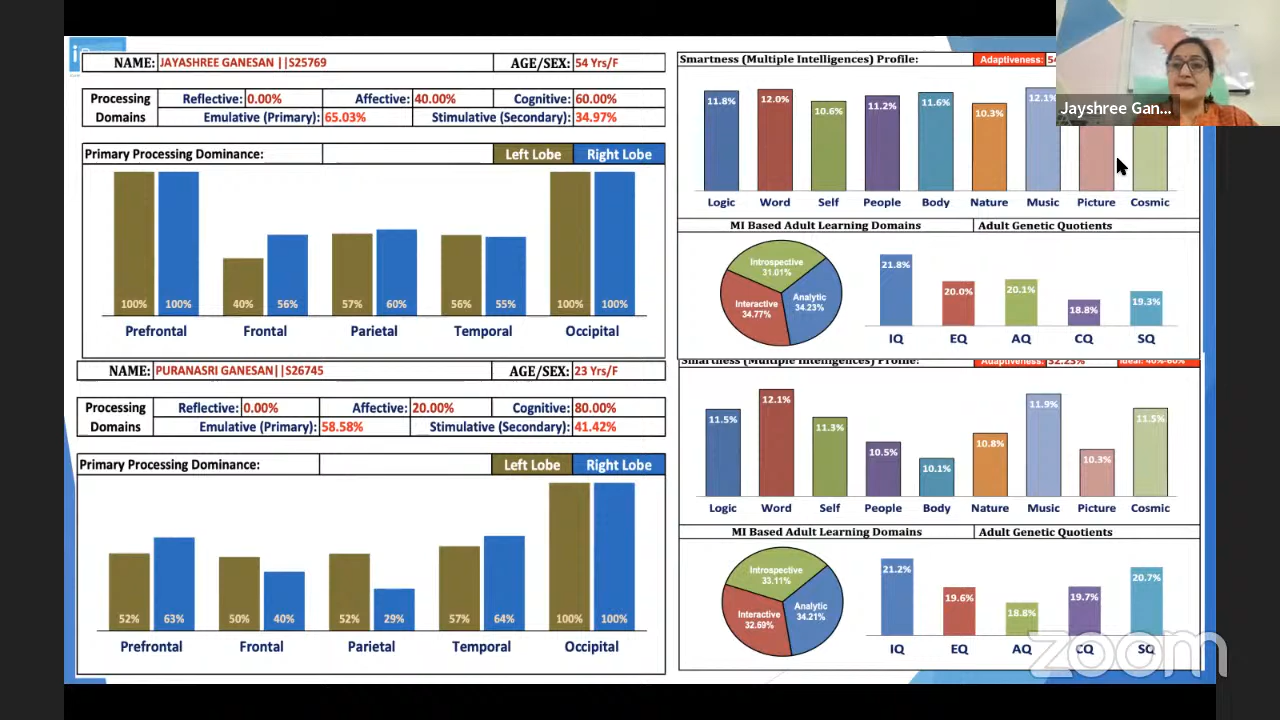 NAME: JAYASHREE GANESAN ||S25769 AGE/SEX: 54 Yrs/F
Processing Domains
Reflective: 0.00% Affective: 40.00% Cognitive: 60.00%
Emulative (Primary): 65.03% Stimulative (Secondary): 34.97%
Primary Processing Dominance: Left Lobe Right Lobe
100% 100% 40% 56% 57% 60% 56% 55% 100% 100%
Prefrontal Frontal Parietal Temporal Occipital
Smartness (Multiple Intelligences) Profile: Adaptiveness:
Jayshree Gan...
11.8% 12.0% 10.6% 11.2% 11.6% 10.3% 12.1%
Logic Word Self People Body Nature Music Picture Cosmic
MI Based Adult Learning Domains Adult Genetic Quotients
Introspective 31.01%
Interactive 34.77%
Analytic 34.23%
21.8% 20.0% 20.1% 18.8% 19.3%
IQ EQ AQ CQ SQ
NAME: PURANASRI GANESAN||S26745 AGE/SEX: 23 Yrs/F
Processing Domains
Reflective: 0.00% Affective: 20.00% Cognitive: 80.00%
Emulative (Primary): 58.58% Stimulative (Secondary): 41.42%
Primary Processing Dominance: Left Lobe Right Lobe
52% 63% 50% 40% 52% 29% 57% 64% 100% 100%
Prefrontal Frontal Parietal Temporal Occipital
Smartness (Multiple Intelligences) Profile: Adaptiveness: 52.23% Ideal: 40%-60%
11.5% 12.1% 11.3% 10.5% 10.1% 10.8% 11.9% 10.3% 11.5%
Logic Word Self People Body Nature Music Picture Cosmic
MI Based Adult Learning Domains Adult Genetic Quotients
Introspective 33.11%
Interactive 32.69%
Analytic 34.21%
21.2% 19.6% 18.8% 19.7% 20.7%
IQ EQ AQ CQ SQ
zoom